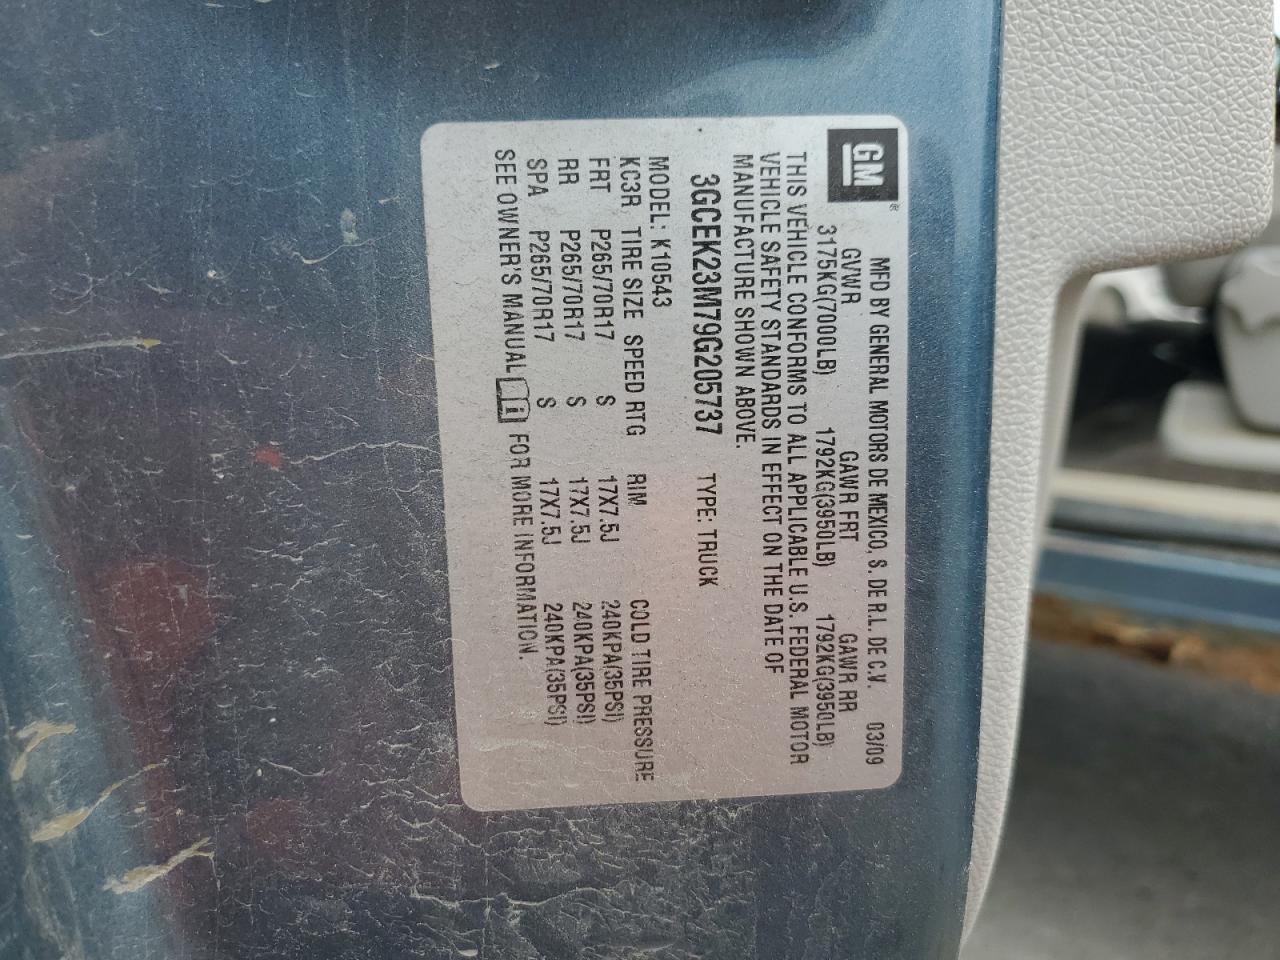 GM®
MFD BY GENERAL MOTORS DE MEXICO, S. DE R.L. DE C.V. 03/09
GVWR GAWR FRT GAWR RR
3175KG(7000LB) 1792KG(3950LB) 1792KG(3950LB)
THIS VEHICLE CONFORMS TO ALL APPLICABLE U.S. FEDERAL MOTOR
VEHICLE SAFETY STANDARDS IN EFFECT ON THE DATE OF
MANUFACTURE SHOWN ABOVE.
3GCEK23M79G205737 TYPE: TRUCK
MODEL: K10543
KC3R TIRE SIZE SPEED RTG RIM COLD TIRE PRESSURE
FRT P265/70R17 S 17X7.5J 240KPA(35PSI)
RR P265/70R17 S 17X7.5J 240KPA(35PSI)
SPA P265/70R17 S 17X7.5J 240KPA(35PSI)
SEE OWNER'S MANUAL FOR MORE INFORMATION.